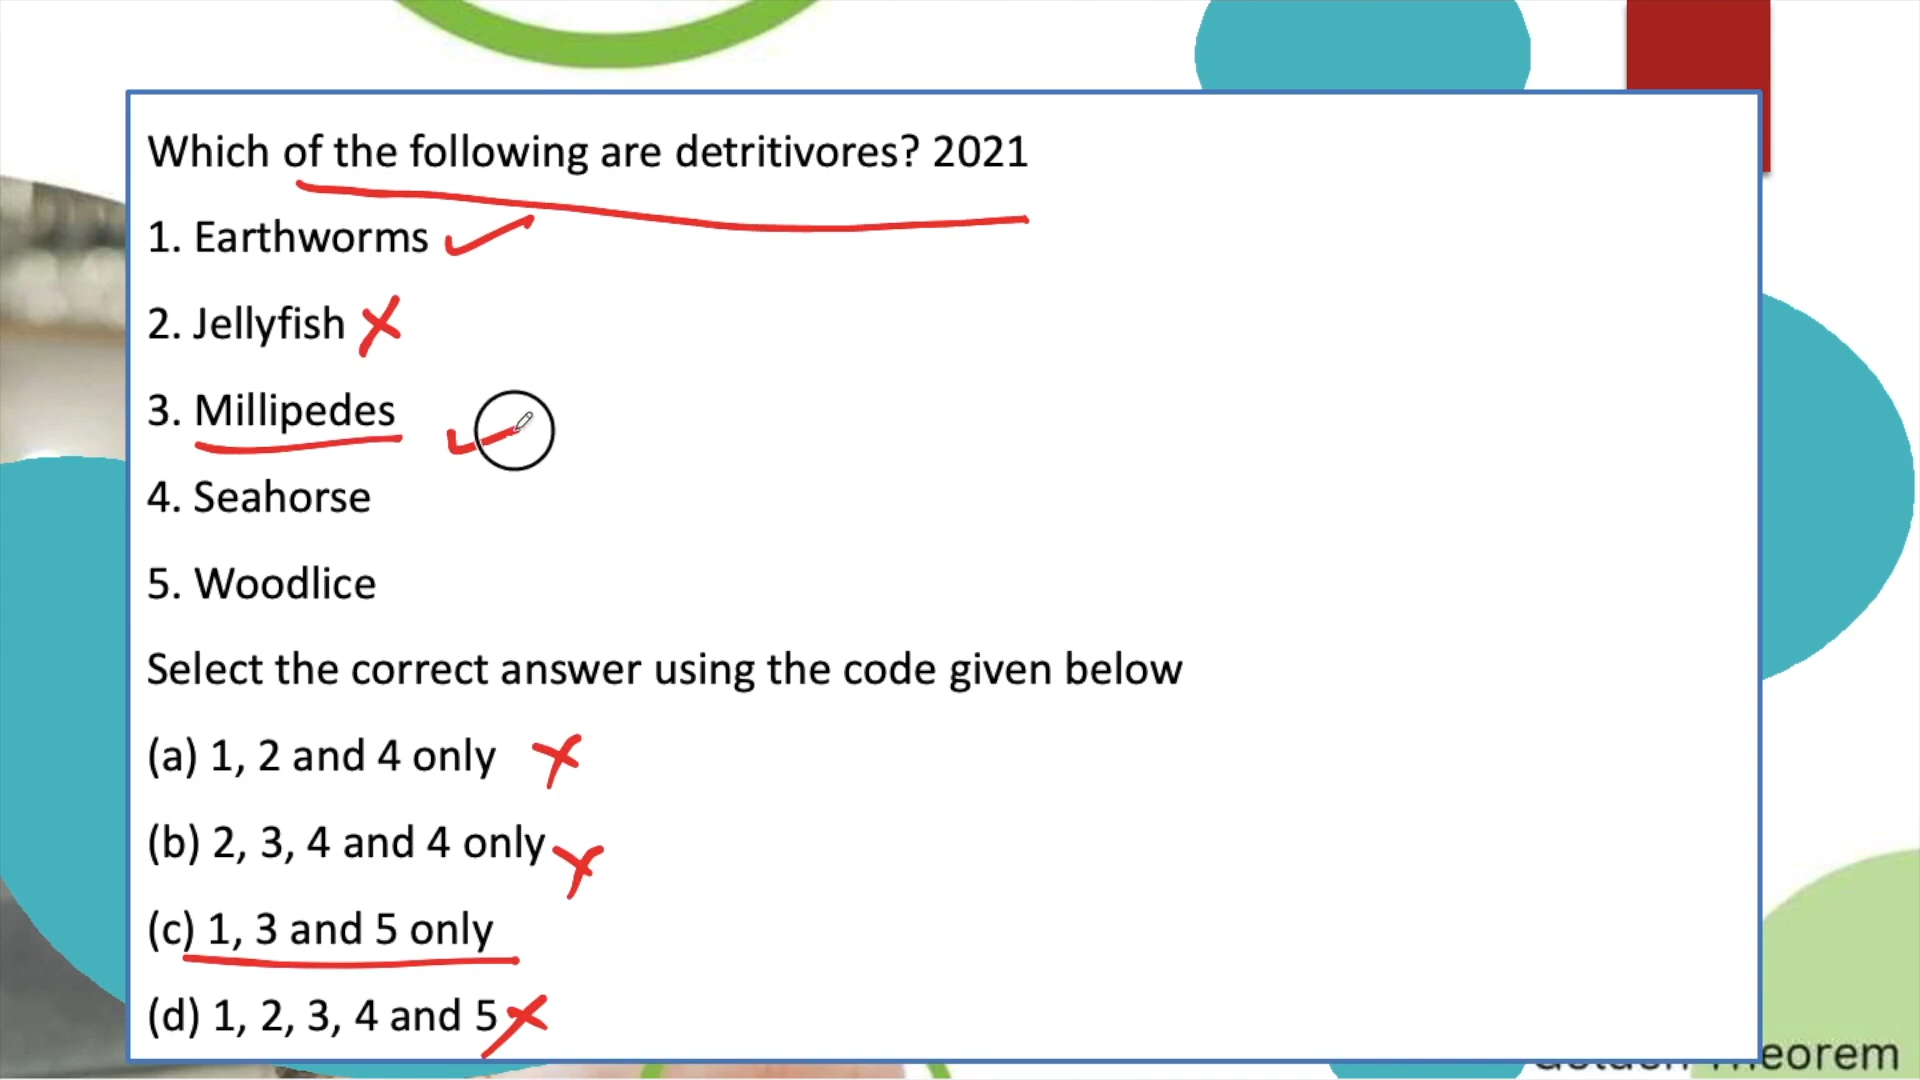 Which of the following are detritivores? 2021
1. Earthworms
2. Jellyfish
3. Millipedes
4. Seahorse
5. Woodlice
Select the correct answer using the code given below
(a) 1, 2 and 4 only
(b) 2, 3, 4 and 4 only
(c) 1, 3 and 5 only
(d) 1, 2, 3, 4 and 5